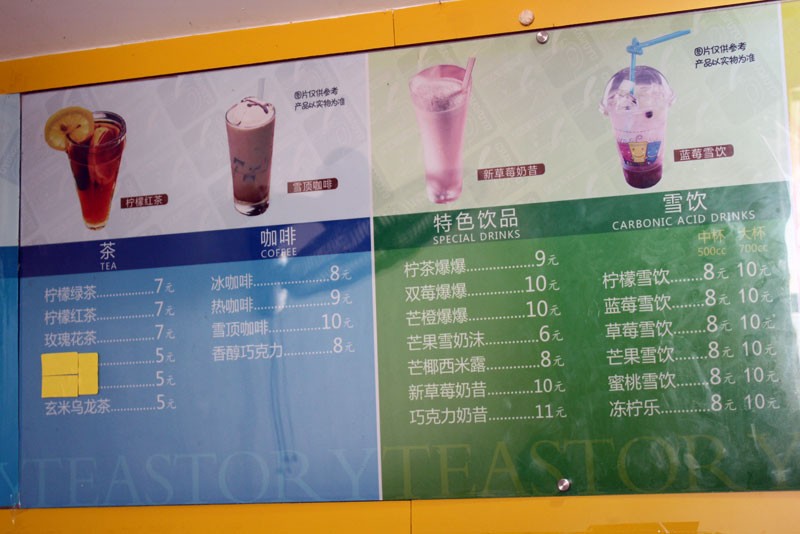 图片仅供参考
产品以实物为准
柠檬红茶
雪顶咖啡
茶
TEA
柠檬绿茶............7元
柠檬红茶............7元
玫瑰花茶............7元
5元
5元
玄米乌龙茶............5元
咖啡
COFFEE
冰咖啡............8元
热咖啡............9元
雪顶咖啡............10元
香醇巧克力............8元
图片仅供参考
产品以实物为准
新草莓奶昔
蓝莓雪饮
特色饮品
SPECIAL DRINKS
柠茶爆爆............9元
双莓爆爆............10元
芒橙爆爆............10元
芒果雪奶沫............6元
芒椰西米露............8元
新草莓奶昔............10元
巧克力奶昔............11元
雪饮
CARBONIC ACID DRINKS
中杯 大杯
500cc 700cc
柠檬雪饮......8元 10元
蓝莓雪饮......8元 10元
草莓雪饮......8元 10元
芒果雪饮......8元 10元
蜜桃雪饮......8元 10元
冻柠乐......8元 10元
TEASTORY TEASTORY